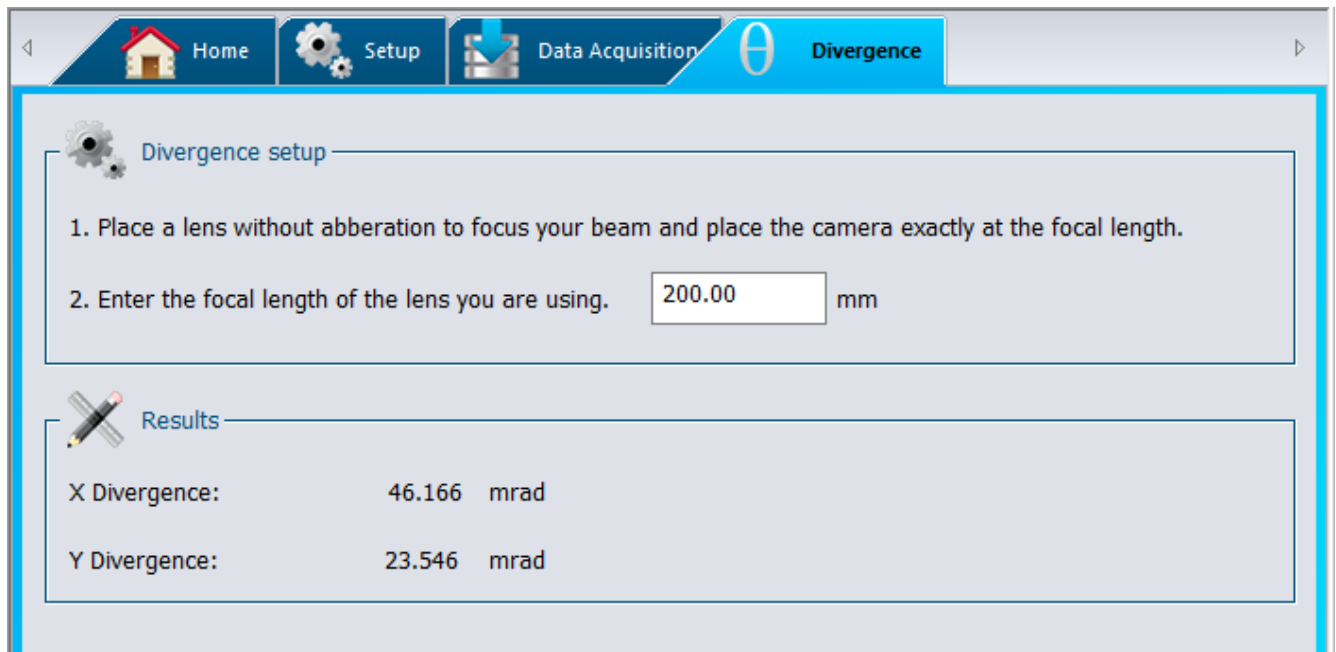 Home Setup Data Acquisition θ Divergence
Divergence setup
1. Place a lens without abberation to focus your beam and place the camera exactly at the focal length.
2. Enter the focal length of the lens you are using. 200.00 mm
Results
X Divergence: 46.166 mrad
Y Divergence: 23.546 mrad